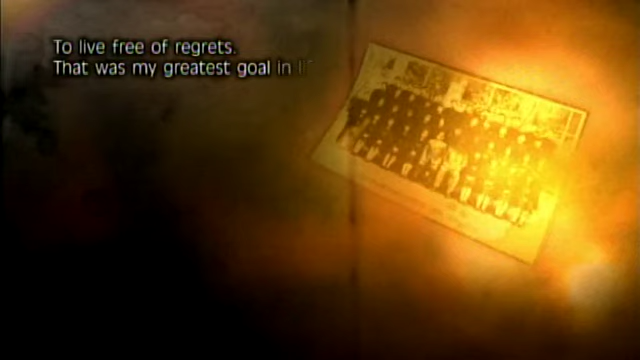 To live free of regrets.
That was my greatest goal in